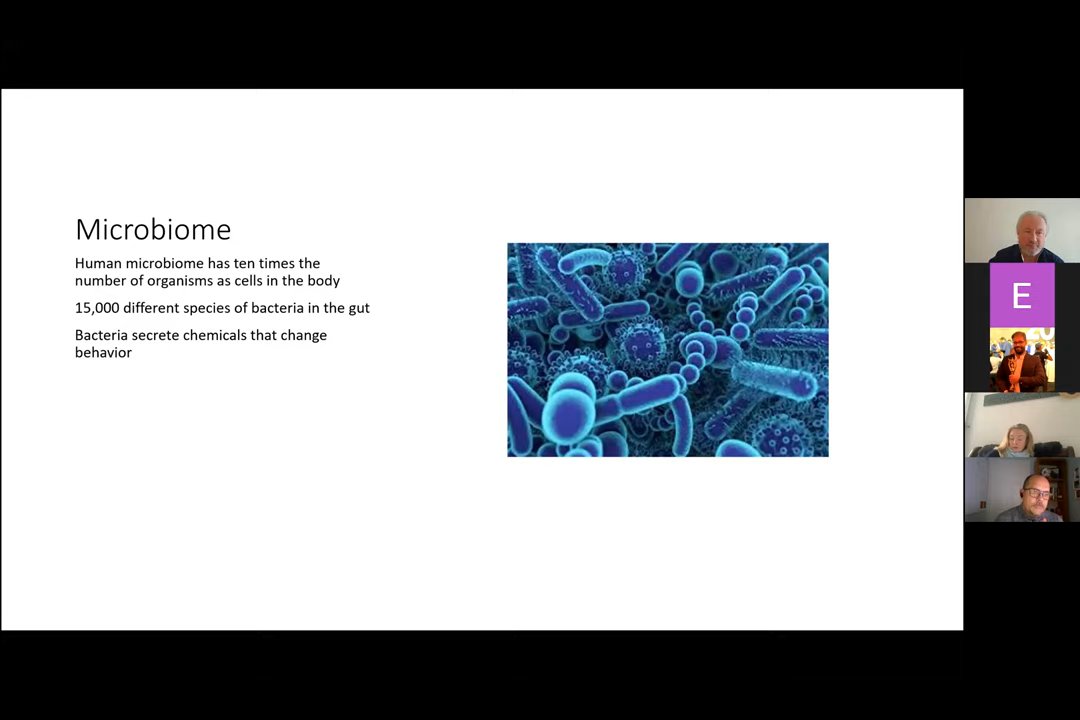 Microbiome
Human microbiome has ten times the
number of organisms as cells in the body
15,000 different species of bacteria in the gut
Bacteria secrete chemicals that change
behavior
E